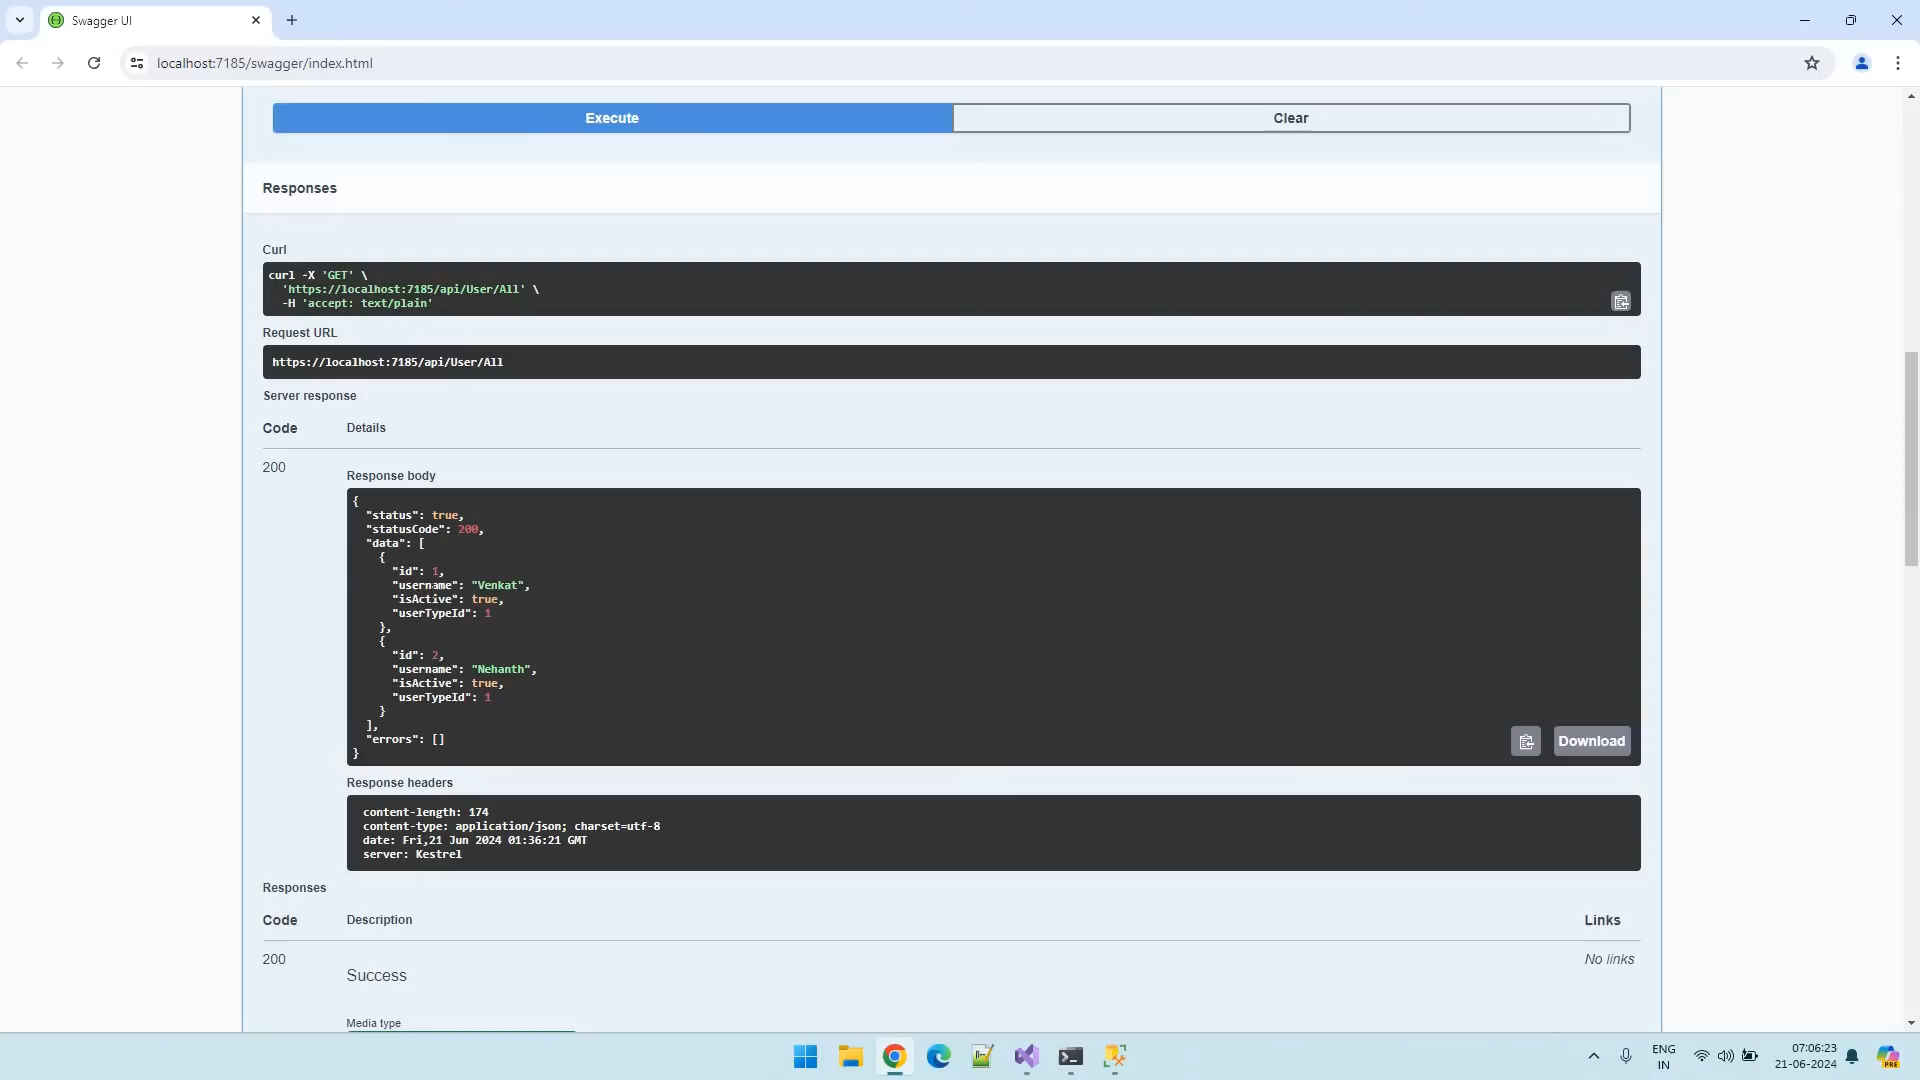 Swagger UI
localhost:7185/swagger/index.html
Execute
Clear
Responses
Curl
curl -X 'GET' \
'https://localhost:7185/api/User/All' \
-H 'accept: text/plain'
Request URL
https://localhost:7185/api/User/All
Server response
Code Details
200
Response body
{
"status": true,
"statusCode": 200,
"data": [
{
"id": 1,
"username": "Venkat",
"isActive": true,
"userTypeId": 1
},
{
"id": 2,
"username": "Nehanth",
"isActive": true,
"userTypeId": 1
}
],
"errors": []
}
Download
Response headers
content-length: 174
content-type: application/json; charset=utf-8
date: Fri,21 Jun 2024 01:36:21 GMT
server: Kestrel
Responses
Code Description Links
200
Success
No links
Media type
ENG
IN
07:06:23
21-06-2024
PRE